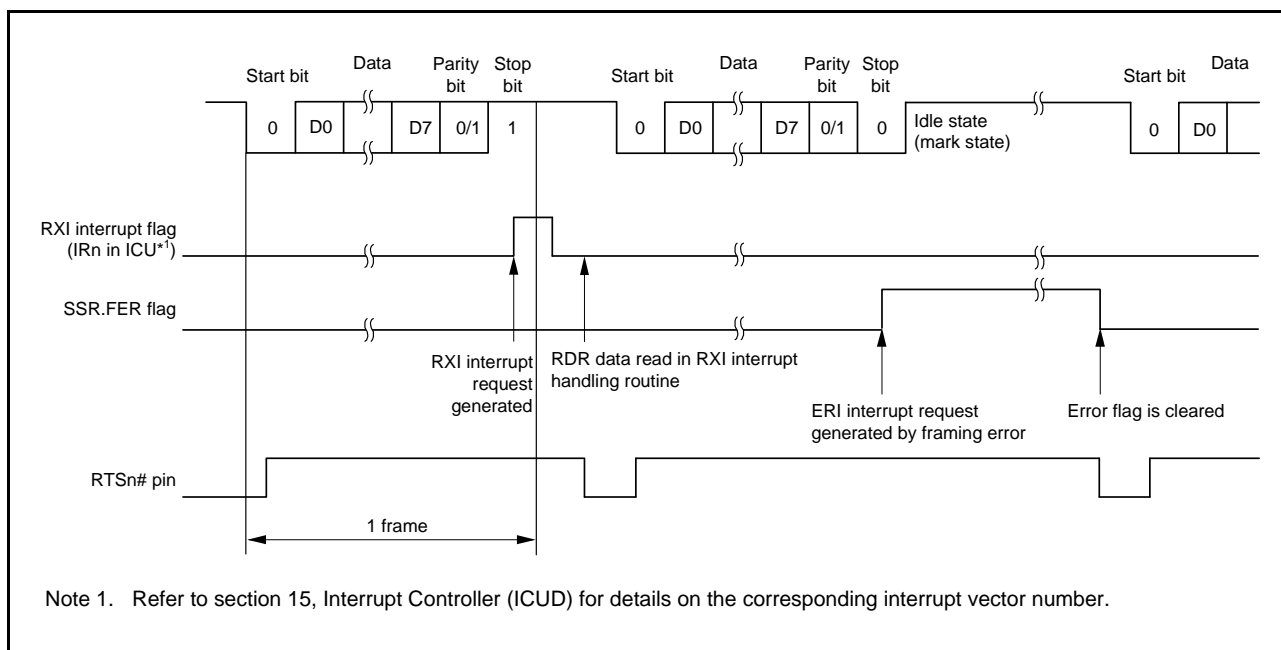 Start bit
Data
Parity
bit
Stop
bit
Start bit
Data
Parity
bit
Stop
bit
Start bit
Data
0
D0
D7
0/1
1
0
D0
D7
0/1
0
Idle state
(mark state)
0
D0
RXI interrupt flag
(IRn in ICU*1)
SSR.FER flag
RXI interrupt
request
generated
RDR data read in RXI interrupt
handling routine
ERI interrupt request
generated by framing error
Error flag is cleared
RTSn# pin
1 frame
Note 1. Refer to section 15, Interrupt Controller (ICUD) for details on the corresponding interrupt vector number.